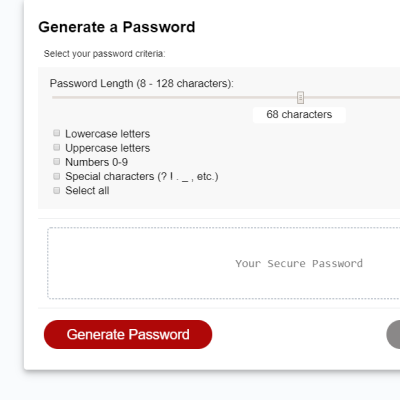 Generate a Password
Select your password criteria:
Password Length (8 - 128 characters):
68 characters
Lowercase letters
Uppercase letters
Numbers 0-9
Special characters (? ! . _ , etc.)
Select all
Your Secure Password
Generate Password